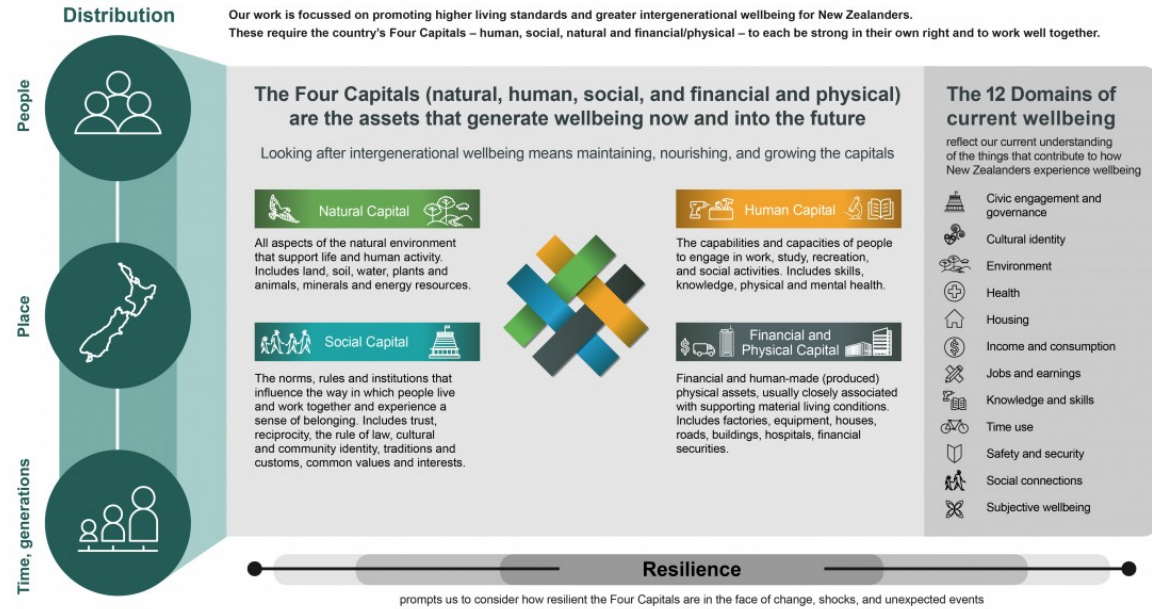 Distribution
People
Place
Time, generations
Our work is focussed on promoting higher living standards and greater intergenerational wellbeing for New Zealanders.
These require the country's Four Capitals – human, social, natural and financial/physical – to each be strong in their own right and to work well together.
The Four Capitals (natural, human, social, and financial and physical)
are the assets that generate wellbeing now and into the future
Looking after intergenerational wellbeing means maintaining, nourishing, and growing the capitals
Natural Capital
All aspects of the natural environment
that support life and human activity.
Includes land, soil, water, plants and
animals, minerals and energy resources.
Human Capital
The capabilities and capacities of people
to engage in work, study, recreation,
and social activities. Includes skills,
knowledge, physical and mental health.
Social Capital
The norms, rules and institutions that
influence the way in which people live
and work together and experience a
sense of belonging. Includes trust,
reciprocity, the rule of law, cultural
and community identity, traditions and
customs, common values and interests.
Financial and
Physical Capital
Financial and human-made (produced)
physical assets, usually closely associated
with supporting material living conditions.
Includes factories, equipment, houses,
roads, buildings, hospitals, financial
securities.
The 12 Domains of
current wellbeing
reflect our current understanding
of the things that contribute to how
New Zealanders experience wellbeing
Civic engagement and
governance
Cultural identity
Environment
Health
Housing
Income and consumption
Jobs and earnings
Knowledge and skills
Time use
Safety and security
Social connections
Subjective wellbeing
Resilience
prompts us to consider how resilient the Four Capitals are in the face of change, shocks, and unexpected events